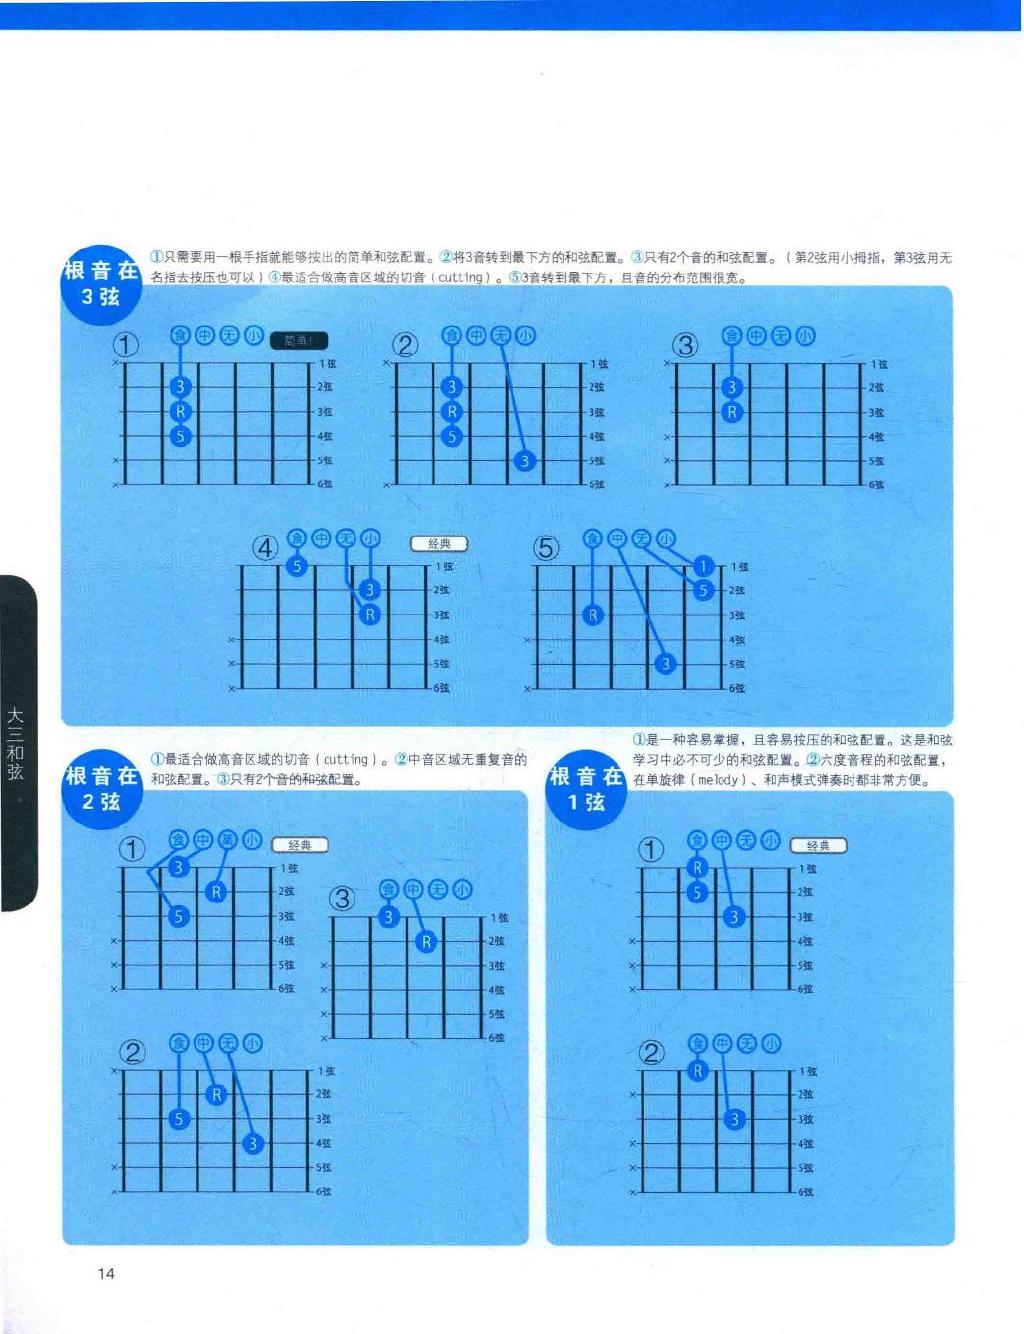 根音在
3弦
①只需要用一根手指就能够按出的简单和弦配置。②将3音转到最下方的和弦配置。③只有2个音的和弦配置。（第2弦用小拇指，第3弦用无
名指去按压也可以）④最适合做高音区域的切音（cutting）。⑤3音转到最下方，且音的分布范围很宽。
① 食 中 无 小 简单!
× 1弦
3 2弦
R 3弦
5 4弦
× 5弦
× 6弦
② 食 中 无 小
× 1弦
3 2弦
R 3弦
5 4弦
3 5弦
× 6弦
③ 食 中 无 小
× 1弦
3 2弦
R 3弦
× 4弦
× 5弦
× 6弦
④ 食 中 无 小 经典
5 1弦
3 2弦
R 3弦
× 4弦
× 5弦
× 6弦
⑤ 食 中 无 小
1 1弦
5 2弦
R 3弦
× 4弦
3 5弦
× 6弦
大三和弦
根音在
2弦
①最适合做高音区域的切音（cutting）。②中音区域无重复音的
和弦配置。③只有2个音的和弦配置。
① 食 中 无 小 经典
3 1弦
R 2弦
5 3弦
× 4弦
× 5弦
× 6弦
③ 食 中 无 小
3 1弦
R 2弦
× 3弦
× 4弦
× 5弦
× 6弦
② 食 中 无 小
× 1弦
R 2弦
5 3弦
3 4弦
× 5弦
× 6弦
根音在
1弦
①是一种容易掌握，且容易按压的和弦配置。这是和弦
学习中必不可少的和弦配置。②六度音程的和弦配置，
在单旋律（melody）、和声模式弹奏时都非常方便。
① 食 中 无 小 经典
R 1弦
5 2弦
3 3弦
× 4弦
× 5弦
× 6弦
② 食 中 无 小
R 1弦
× 2弦
3 3弦
× 4弦
× 5弦
× 6弦
14